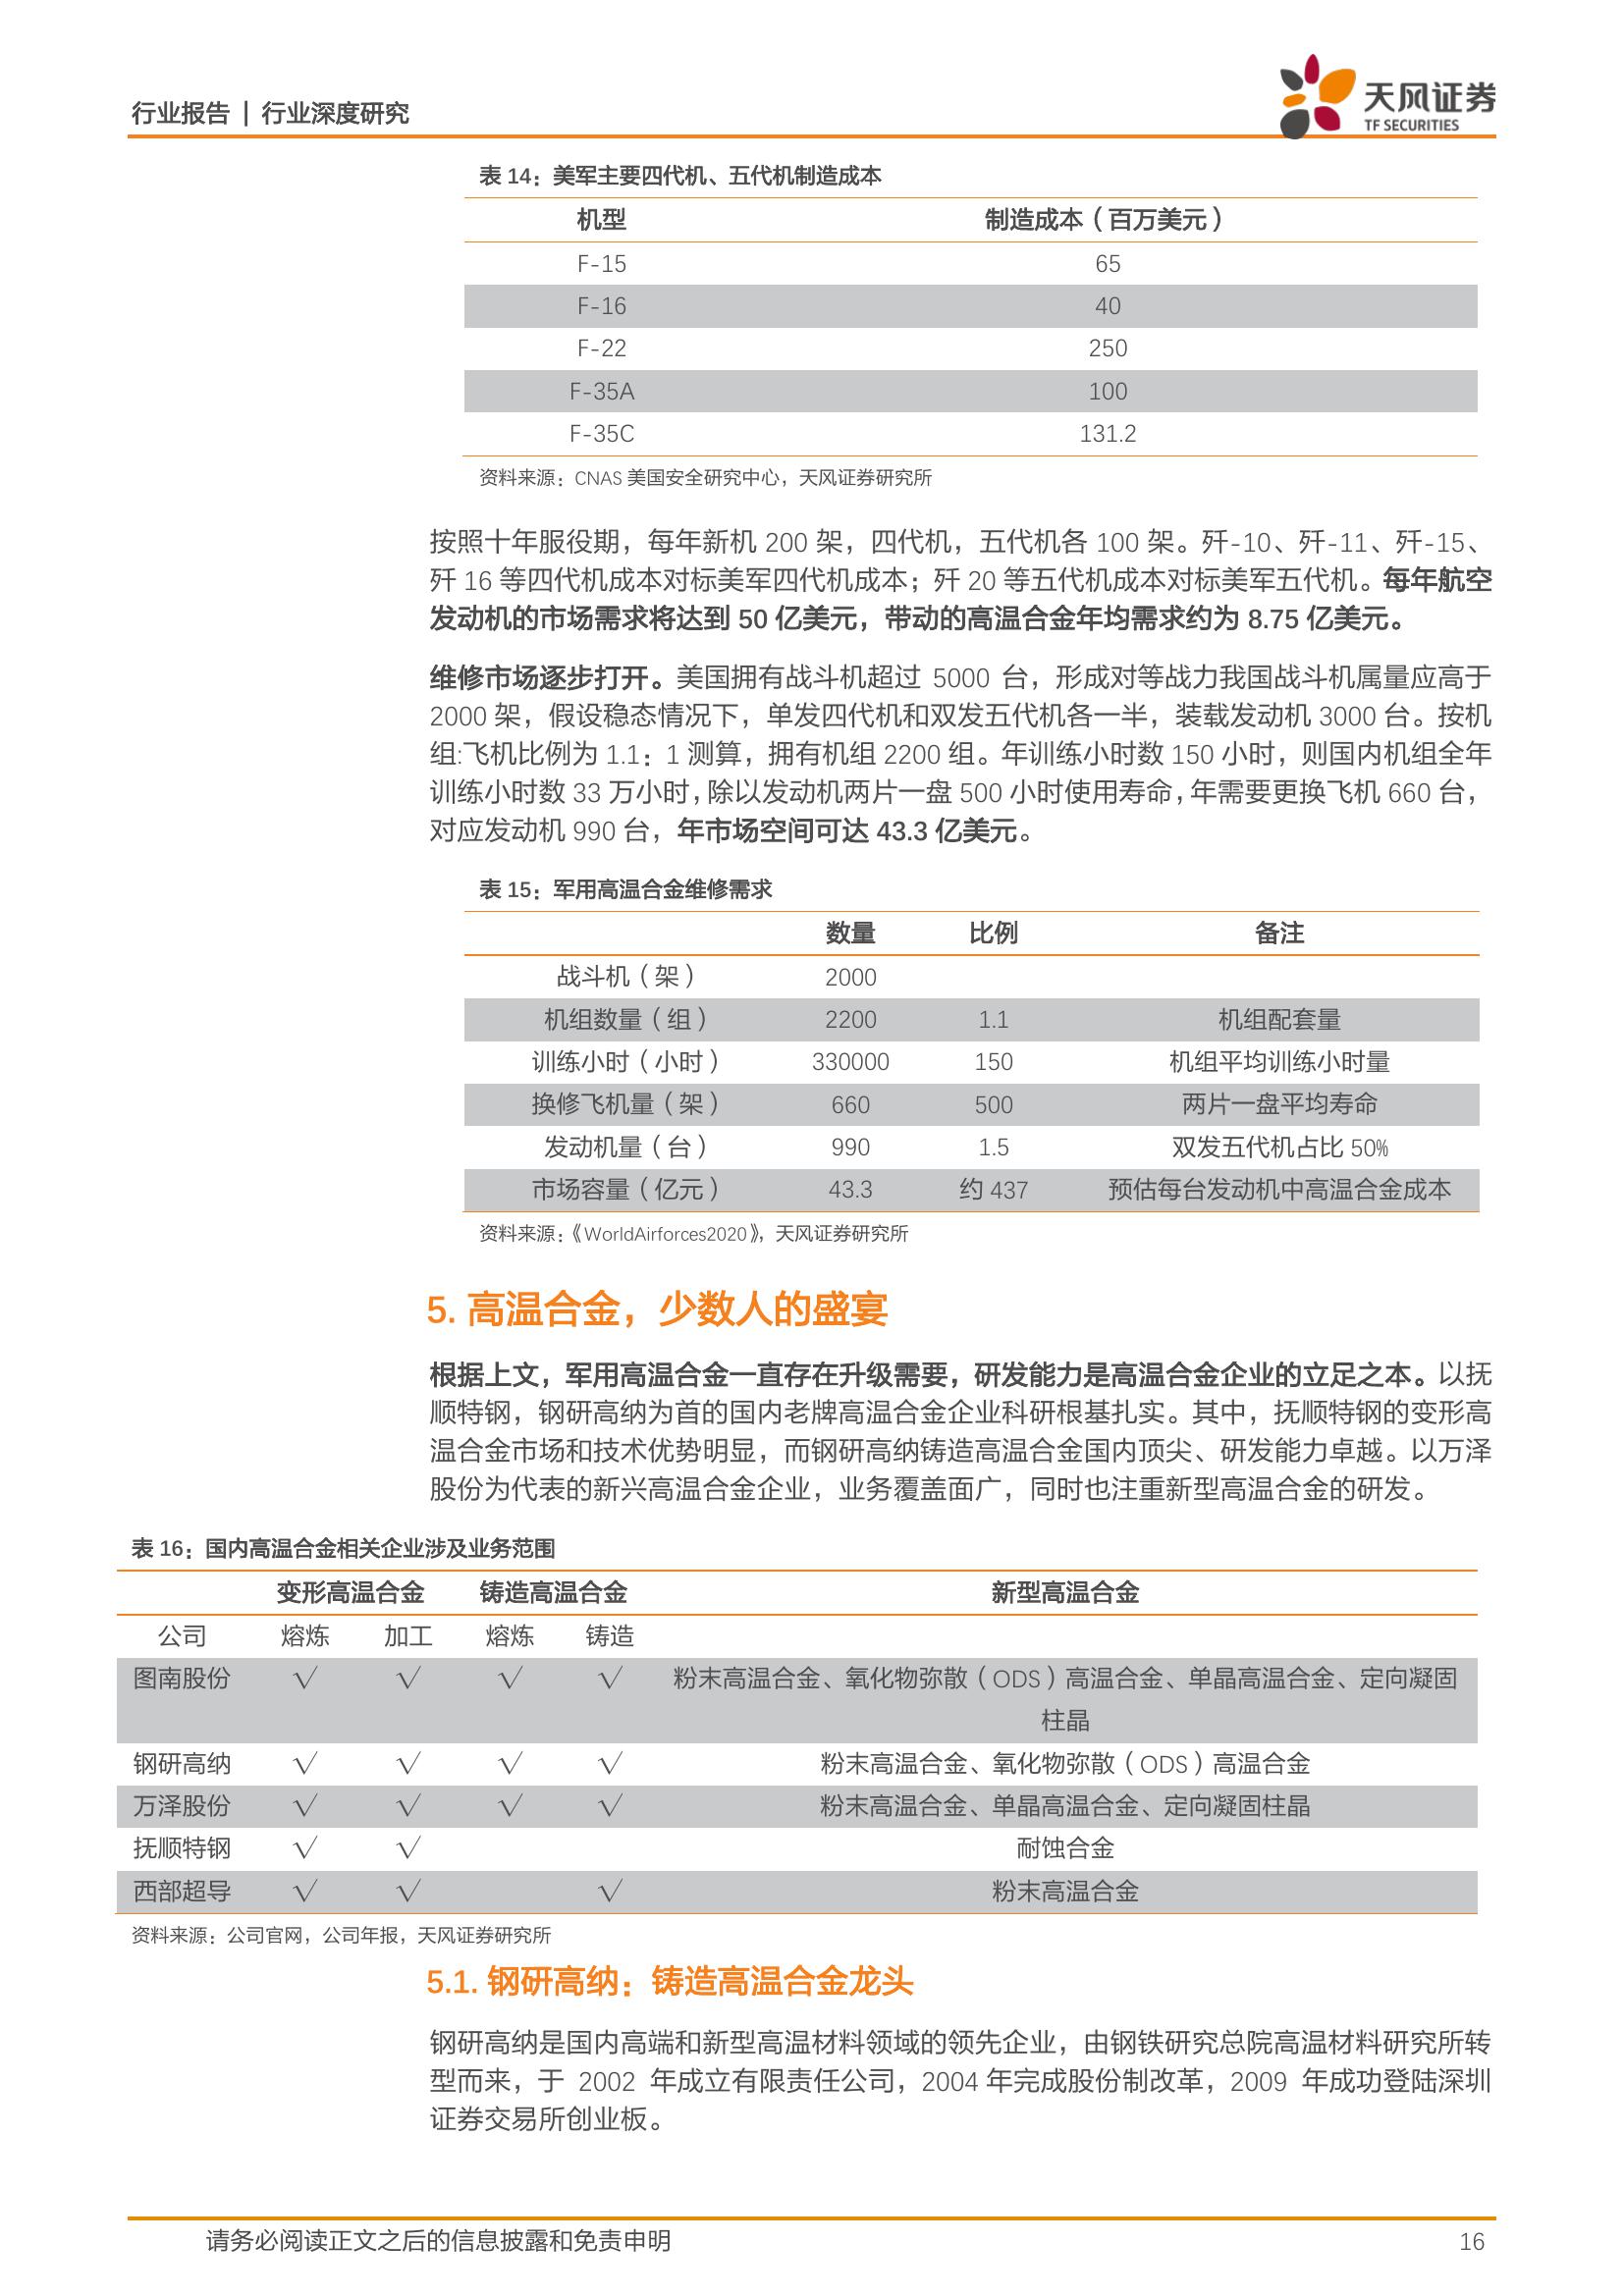 行业报告 | 行业深度研究
天风证券
TF SECURITIES
表 14：美军主要四代机、五代机制造成本
机型 制造成本（百万美元）
F-15 65
F-16 40
F-22 250
F-35A 100
F-35C 131.2
资料来源：CNAS 美国安全研究中心，天风证券研究所
按照十年服役期，每年新机 200 架，四代机，五代机各 100 架。歼-10、歼-11、歼-15、
歼 16 等四代机成本对标美军四代机成本；歼 20 等五代机成本对标美军五代机。每年航空
发动机的市场需求将达到 50 亿美元，带动的高温合金年均需求约为 8.75 亿美元。
维修市场逐步打开。美国拥有战斗机超过 5000 台，形成对等战力我国战斗机属量应高于
2000 架，假设稳态情况下，单发四代机和双发五代机各一半，装载发动机 3000 台。按机
组:飞机比例为 1.1：1 测算，拥有机组 2200 组。年训练小时数 150 小时，则国内机组全年
训练小时数 33 万小时，除以发动机两片一盘 500 小时使用寿命，年需要更换飞机 660 台，
对应发动机 990 台，年市场空间可达 43.3 亿美元。
表 15：军用高温合金维修需求
数量 比例 备注
战斗机（架） 2000
机组数量（组） 2200 1.1 机组配套量
训练小时（小时） 330000 150 机组平均训练小时量
换修飞机量（架） 660 500 两片一盘平均寿命
发动机量（台） 990 1.5 双发五代机占比 50%
市场容量（亿元） 43.3 约 437 预估每台发动机中高温合金成本
资料来源：《WorldAirforces2020》，天风证券研究所
5. 高温合金，少数人的盛宴
根据上文，军用高温合金一直存在升级需要，研发能力是高温合金企业的立足之本。以抚
顺特钢，钢研高纳为首的国内老牌高温合金企业科研根基扎实。其中，抚顺特钢的变形高
温合金市场和技术优势明显，而钢研高纳铸造高温合金国内顶尖、研发能力卓越。以万泽
股份为代表的新兴高温合金企业，业务覆盖面广，同时也注重新型高温合金的研发。
表 16：国内高温合金相关企业涉及业务范围
变形高温合金 铸造高温合金 新型高温合金
公司 熔炼 加工 熔炼 铸造
图南股份 √ √ √ √ 粉末高温合金、氧化物弥散（ODS）高温合金、单晶高温合金、定向凝固
柱晶
钢研高纳 √ √ √ √ 粉末高温合金、氧化物弥散（ODS）高温合金
万泽股份 √ √ √ √ 粉末高温合金、单晶高温合金、定向凝固柱晶
抚顺特钢 √ √ 耐蚀合金
西部超导 √ √ √ 粉末高温合金
资料来源：公司官网，公司年报，天风证券研究所
5.1. 钢研高纳：铸造高温合金龙头
钢研高纳是国内高端和新型高温材料领域的领先企业，由钢铁研究总院高温材料研究所转
型而来，于 2002 年成立有限责任公司，2004 年完成股份制改革，2009 年成功登陆深圳
证券交易所创业板。
请务必阅读正文之后的信息披露和免责申明 16